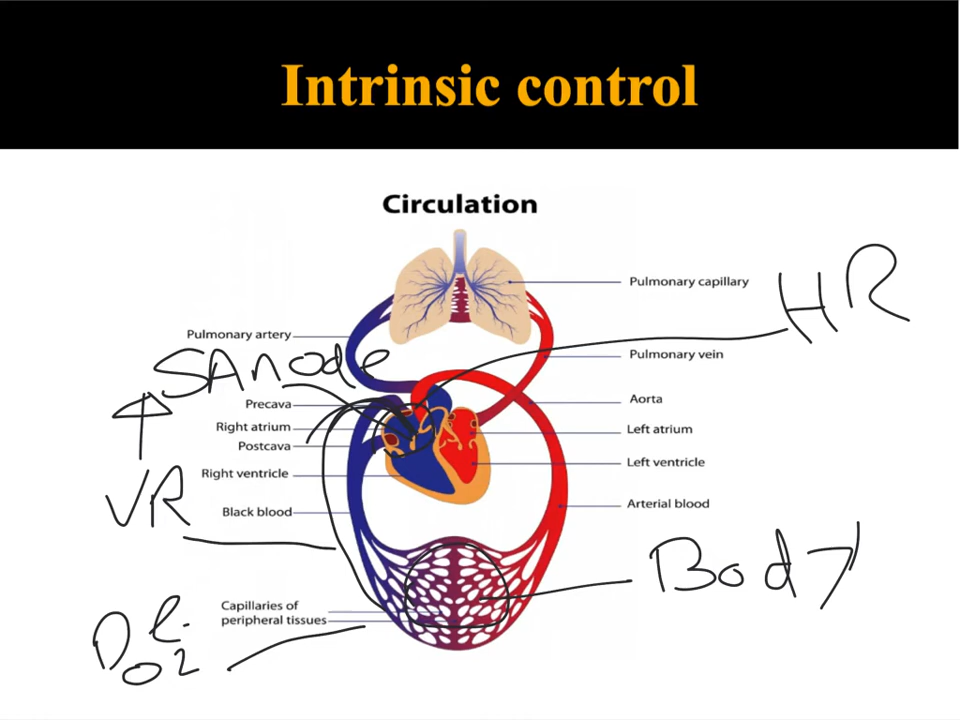 Intrinsic control
Circulation
Pulmonary capillary
HR
Pulmonary artery
Pulmonary vein
SA node
Precava
Aorta
Right atrium
Left atrium
Postcava
Left ventricle
Right ventricle
VR
Arterial blood
Black blood
Body
Capillaries of
peripheral tissues
O2